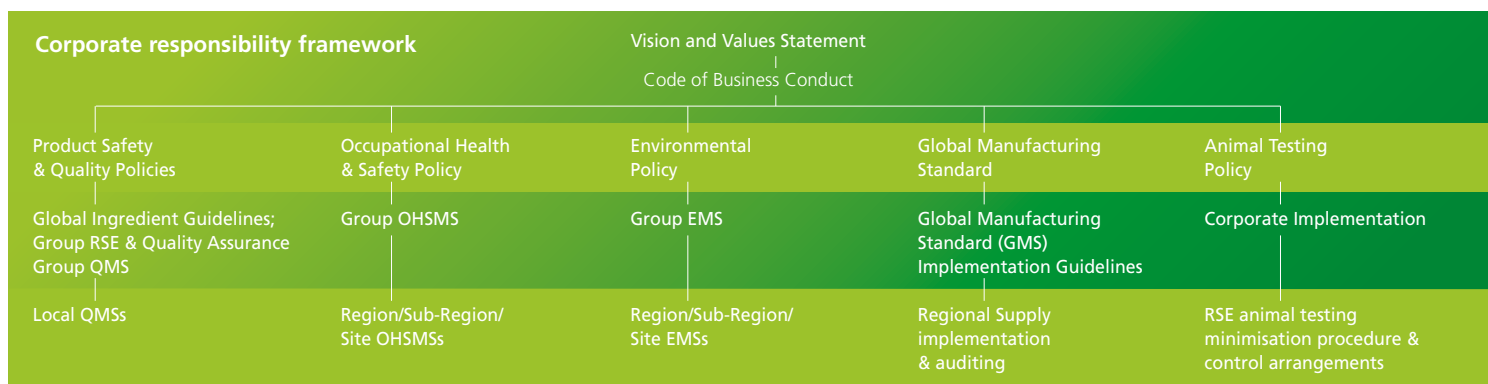 Corporate responsibility framework
Vision and Values Statement
Code of Business Conduct
Product Safety
& Quality Policies
Occupational Health
& Safety Policy
Environmental
Policy
Global Manufacturing
Standard
Animal Testing
Policy
Global Ingredient Guidelines;
Group RSE & Quality Assurance
Group QMS
Group OHSMS
Group EMS
Global Manufacturing
Standard (GMS)
Implementation Guidelines
Corporate Implementation
Local QMSs
Region/Sub-Region/
Site OHSMSs
Region/Sub-Region/
Site EMSs
Regional Supply
implementation
& auditing
RSE animal testing
minimisation procedure &
control arrangements